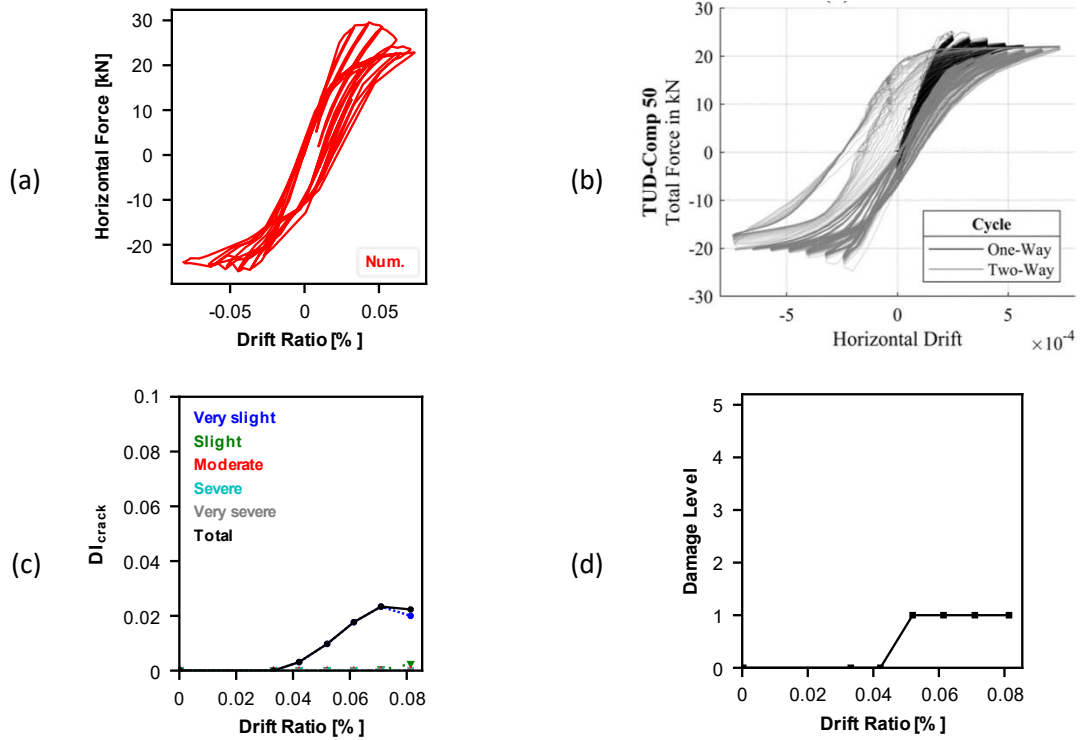 (a)
Horizontal Force [kN]
30
20
10
0
-10
-20
-0.05
0
0.05
Drift Ratio [% ]
Num.
(b)
TUD-Comp 50
Total Force in kN
30
20
10
0
-10
-20
-30
-5
0
5
×10⁻⁴
Horizontal Drift
Cycle
One-Way
Two-Way
(c)
DIcrack
0.1
0.08
0.06
0.04
0.02
0
0
0.02
0.04
0.06
0.08
Drift Ratio [% ]
Very slight
Slight
Moderate
Severe
Very severe
Total
(d)
Damage Level
5
4
3
2
1
0
0
0.02
0.04
0.06
0.08
Drift Ratio [% ]